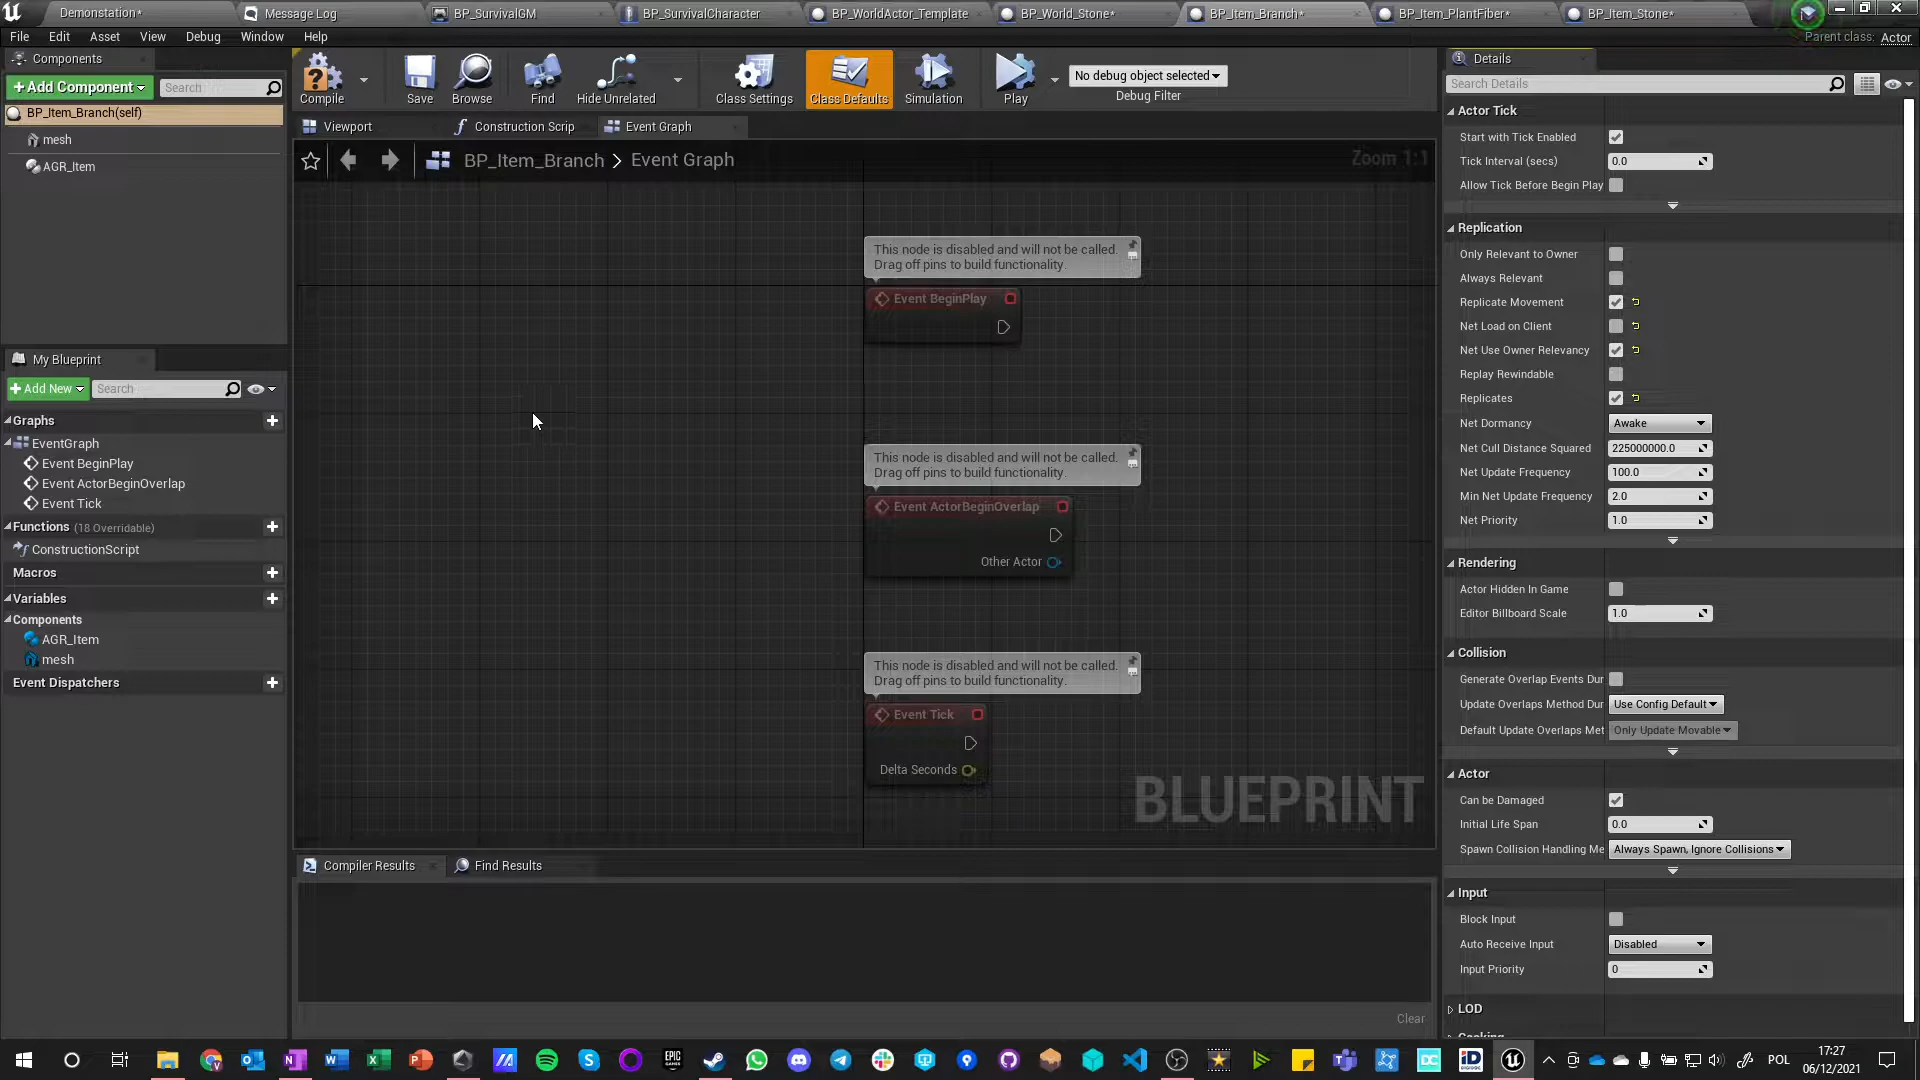 Demonstation*
Message Log
BP_SurvivalGM
BP_SurvivalCharacter
BP_WorldActor_Template
BP_World_Stone*
BP_Item_Branch*
BP_Item_PlantFiber*
BP_Item_Stone*
File Edit Asset View Debug Window Help
Parent class: Actor
Components
+Add Component
Search
BP_Item_Branch(self)
mesh
AGR_Item
Compile
Save
Browse
Find
Hide Unrelated
Class Settings
Class Defaults
Simulation
Play
No debug object selected
Debug Filter
Viewport
Construction Scrip
Event Graph
BP_Item_Branch > Event Graph
Zoom 1:1
This node is disabled and will not be called.
Drag off pins to build functionality.
Event BeginPlay
This node is disabled and will not be called.
Drag off pins to build functionality.
Event ActorBeginOverlap
Other Actor
This node is disabled and will not be called.
Drag off pins to build functionality.
Event Tick
Delta Seconds
BLUEPRINT
My Blueprint
+Add New
Search
Graphs
EventGraph
Event BeginPlay
Event ActorBeginOverlap
Event Tick
Functions (18 Overridable)
ConstructionScript
Macros
Variables
Components
AGR_Item
mesh
Event Dispatchers
Compiler Results
Find Results
Clear
Details
Search Details
Actor Tick
Start with Tick Enabled
Tick Interval (secs) 0.0
Allow Tick Before Begin Play
Replication
Only Relevant to Owner
Always Relevant
Replicate Movement
Net Load on Client
Net Use Owner Relevancy
Replay Rewindable
Replicates
Net Dormancy Awake
Net Cull Distance Squared 225000000.0
Net Update Frequency 100.0
Min Net Update Frequency 2.0
Net Priority 1.0
Rendering
Actor Hidden In Game
Editor Billboard Scale 1.0
Collision
Generate Overlap Events Dur
Update Overlaps Method Dur Use Config Default
Default Update Overlaps Met Only Update Movable
Actor
Can be Damaged
Initial Life Span 0.0
Spawn Collision Handling Me Always Spawn, Ignore Collisions
Input
Block Input
Auto Receive Input Disabled
Input Priority 0
LOD
EPIC
GAMES
DC
iD
POL
17:27
06/12/2021